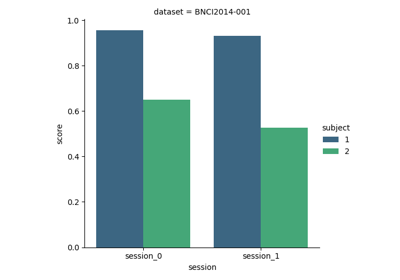 dataset = BNCI2014-001
1.0
0.8
0.6
0.4
0.2
0.0
score
session_0 session_1
session
subject
1
2